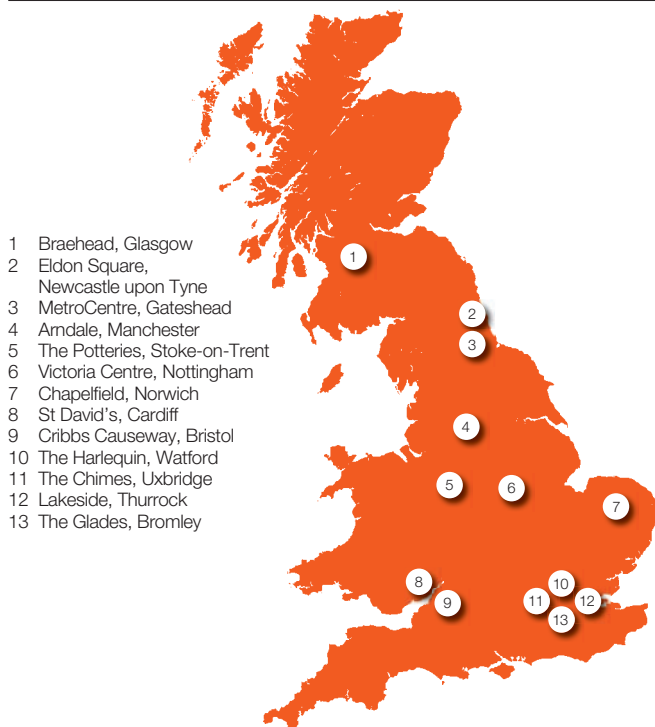 1 Braehead, Glasgow
2 Eldon Square,
Newcastle upon Tyne
3 MetroCentre, Gateshead
4 Arndale, Manchester
5 The Potteries, Stoke-on-Trent
6 Victoria Centre, Nottingham
7 Chapelfield, Norwich
8 St David's, Cardiff
9 Cribbs Causeway, Bristol
10 The Harlequin, Watford
11 The Chimes, Uxbridge
12 Lakeside, Thurrock
13 The Glades, Bromley
1
2
3
4
5
6
7
8
9
10
11
12
13